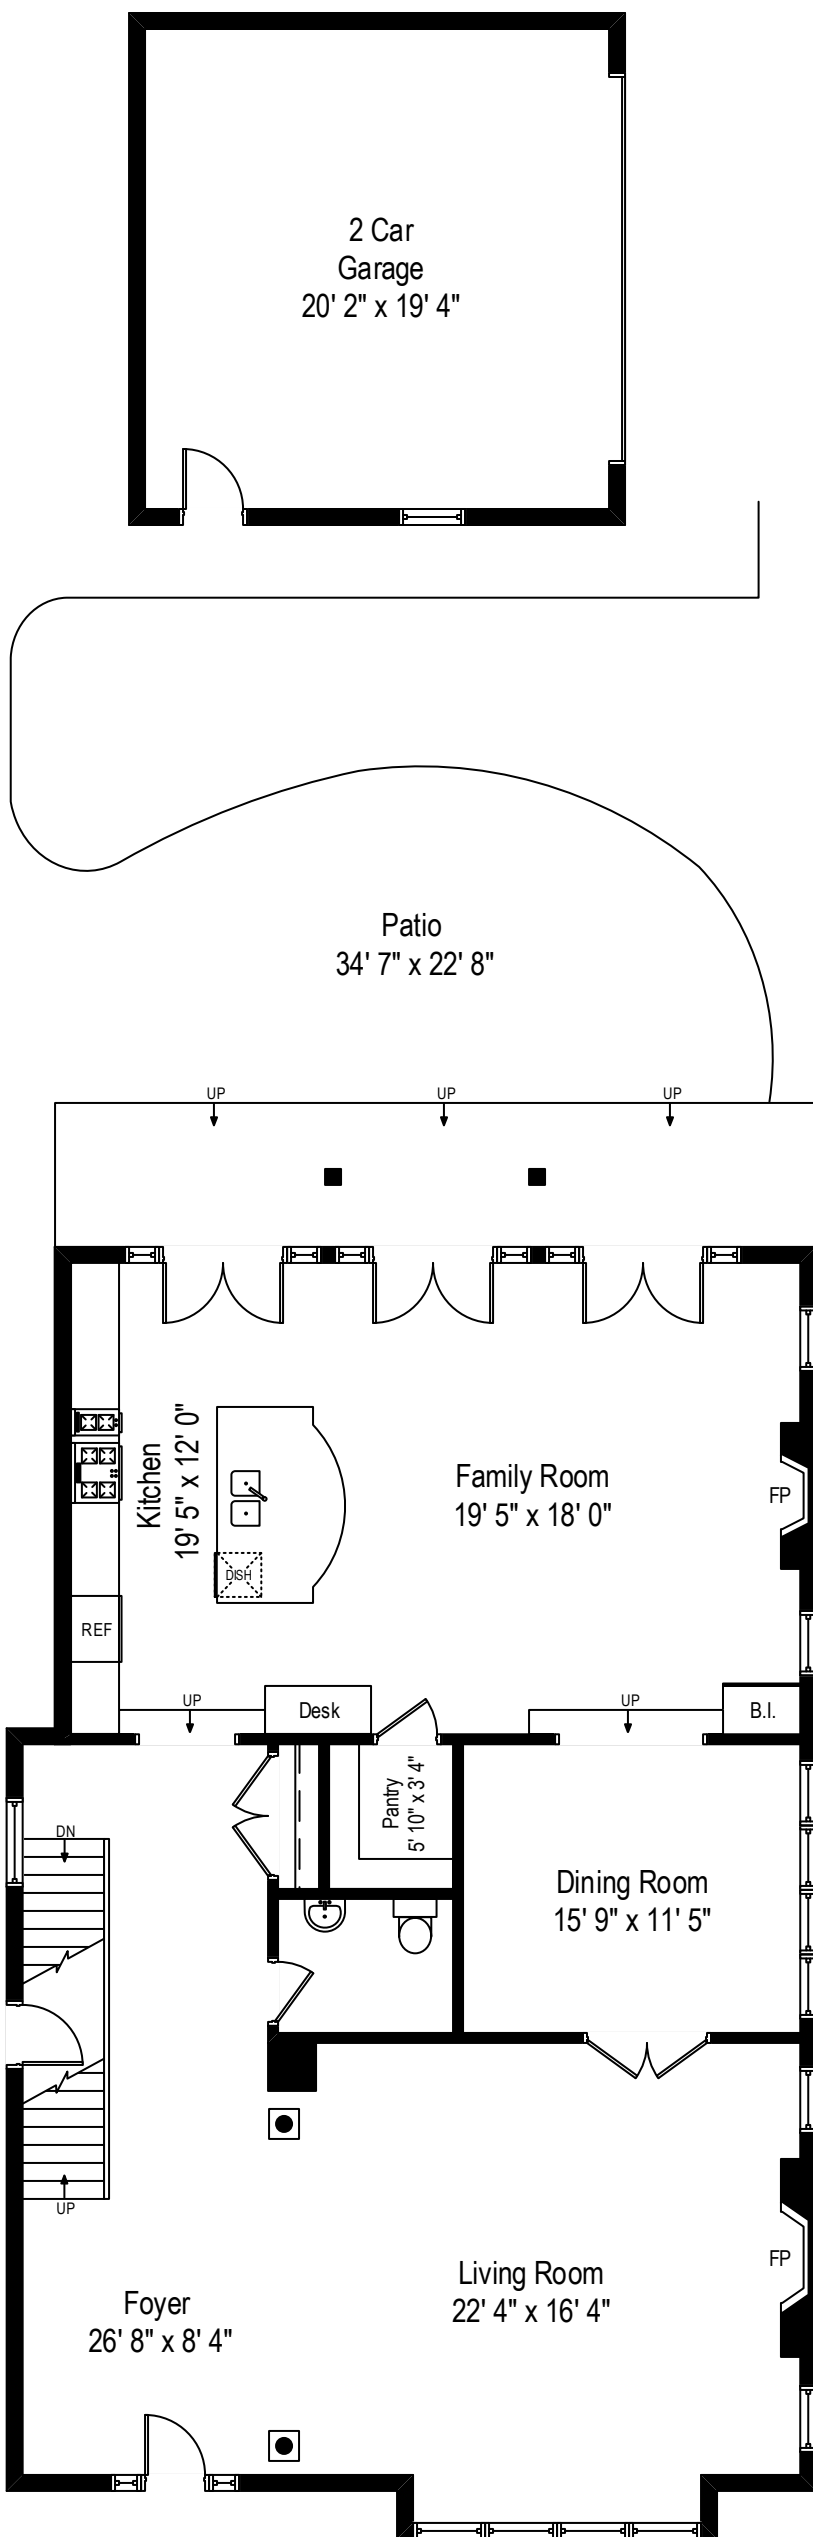 2 Car
Garage
20' 2" x 19' 4"
Patio
34' 7" x 22' 8"
UP
UP
UP
Kitchen
19' 5" x 12' 0"
Family Room
19' 5" x 18' 0"
FP
DISH
REF
UP
Desk
UP
B.I.
Pantry
5' 10" x 3' 4"
DN
Dining Room
15' 9" x 11' 5"
UP
FP
Living Room
22' 4" x 16' 4"
Foyer
26' 8" x 8' 4"